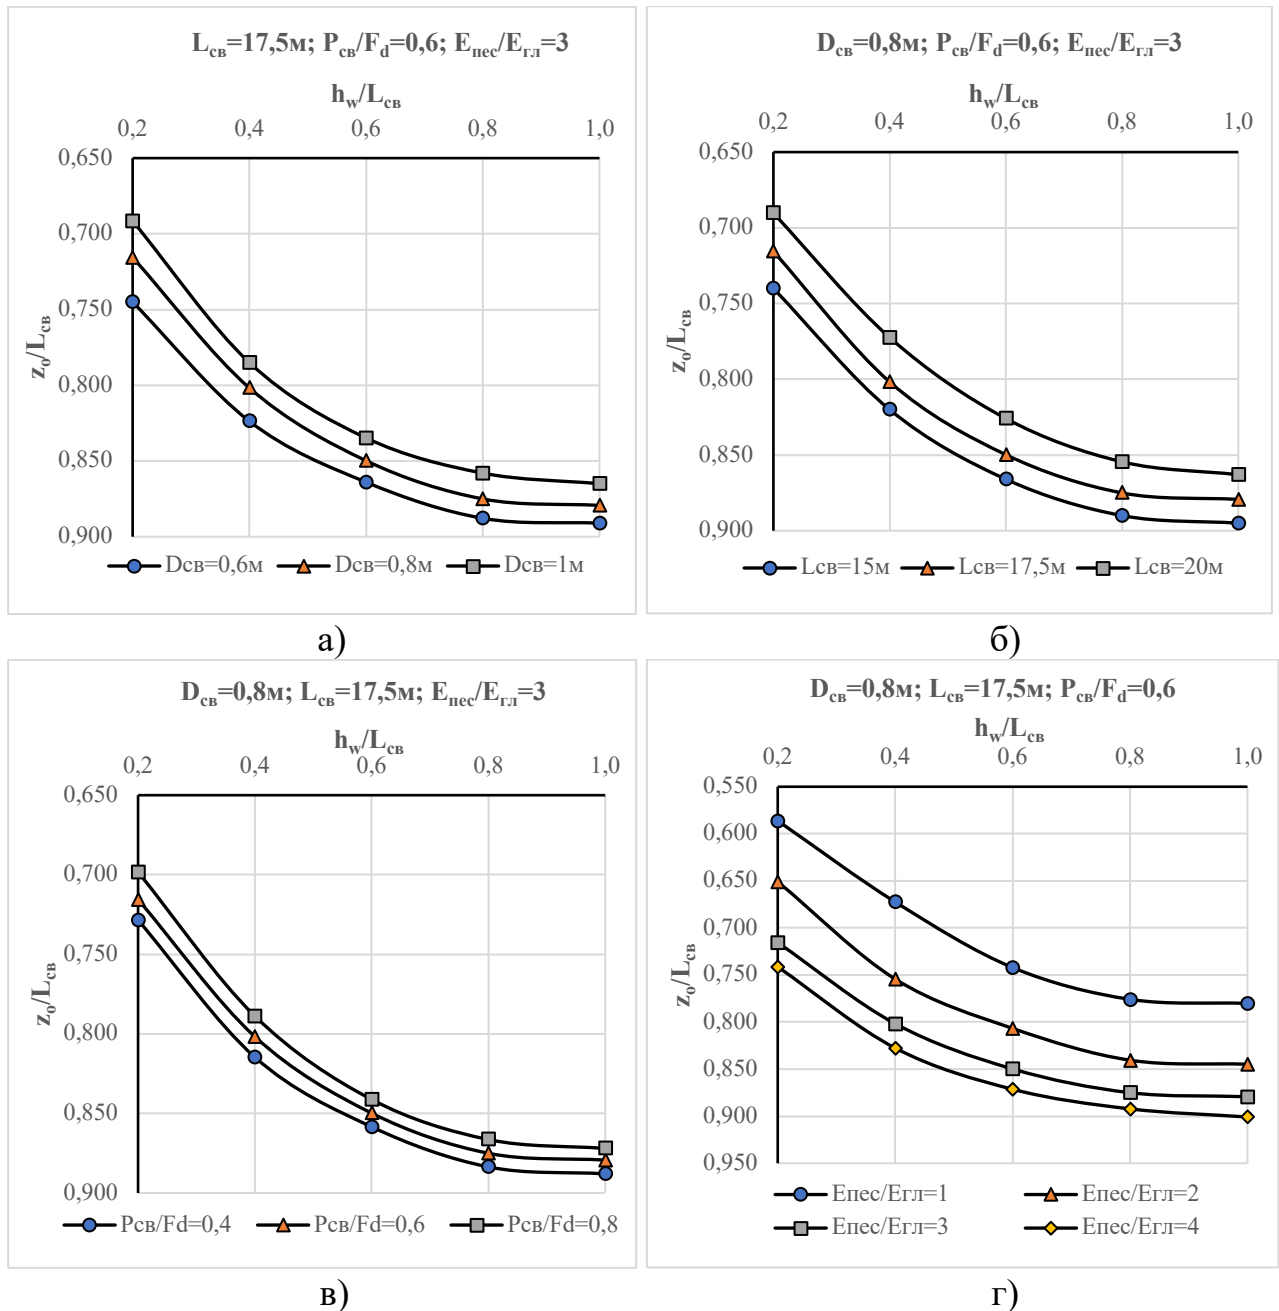 Lсв=17,5м; Pсв/Fd=0,6; Eпес/Eгл=3
hw/Lсв
0,2 0,4 0,6 0,8 1,0
0,650
0,700
0,750
0,800
0,850
0,900
zo/Lсв
Dсв=0,6м Dсв=0,8м Dсв=1м
а)
Dсв=0,8м; Pсв/Fd=0,6; Eпес/Eгл=3
hw/Lсв
0,2 0,4 0,6 0,8 1,0
0,650
0,700
0,750
0,800
0,850
0,900
zo/Lсв
Lсв=15м Lсв=17,5м Lсв=20м
б)
Dсв=0,8м; Lсв=17,5м; Eпес/Eгл=3
hw/Lсв
0,2 0,4 0,6 0,8 1,0
0,650
0,700
0,750
0,800
0,850
0,900
zo/Lсв
Pсв/Fd=0,4 Pсв/Fd=0,6 Pсв/Fd=0,8
в)
Dсв=0,8м; Lсв=17,5м; Pсв/Fd=0,6
hw/Lсв
0,2 0,4 0,6 0,8 1,0
0,550
0,600
0,650
0,700
0,750
0,800
0,850
0,900
0,950
zo/Lсв
Eпес/Eгл=1 Eпес/Eгл=2
Eпес/Eгл=3 Eпес/Eгл=4
г)